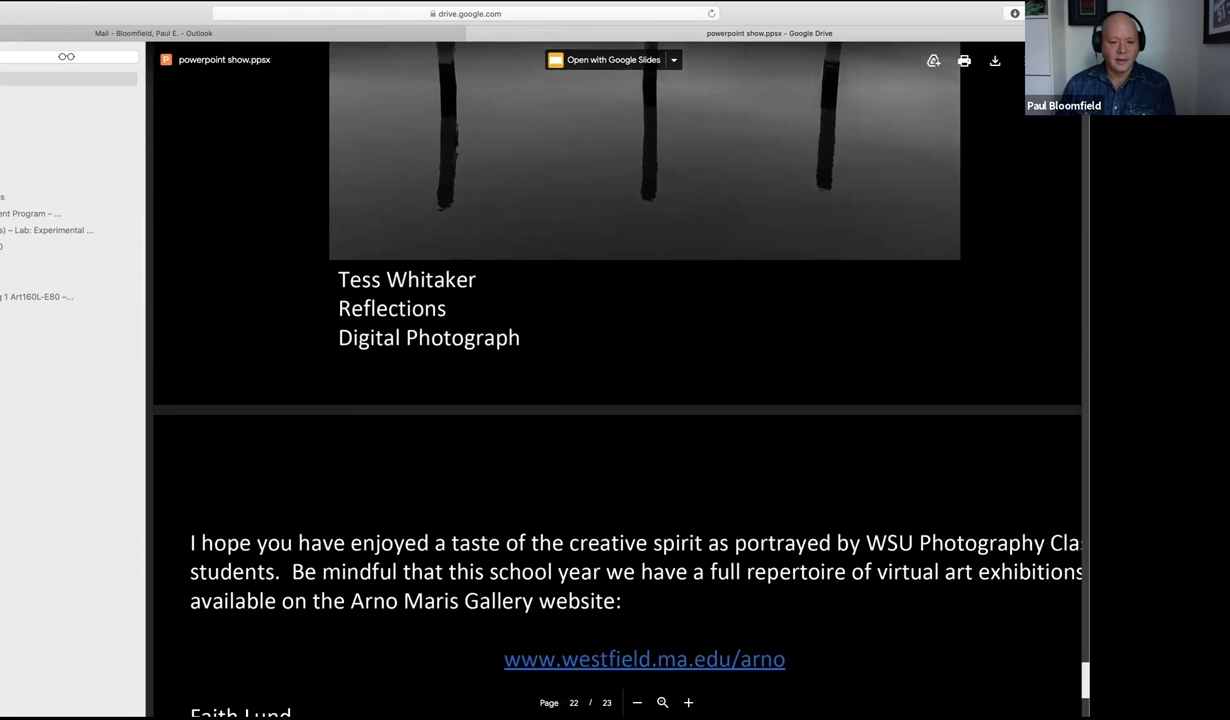 drive.google.com
Mail - Bloomfield, Paul E. - Outlook
powerpoint show.ppsx - Google Drive
P powerpoint show.ppsx
Open with Google Slides
Paul Bloomfield
s
ent Program – ...
s) – Lab: Experimental ...
0
g 1 Art160L-E80 –...
Tess Whitaker
Reflections
Digital Photograph
I hope you have enjoyed a taste of the creative spirit as portrayed by WSU Photography Cla
students. Be mindful that this school year we have a full repertoire of virtual art exhibitions
available on the Arno Maris Gallery website:
www.westfield.ma.edu/arno
Page 22 / 23
Faith Lund